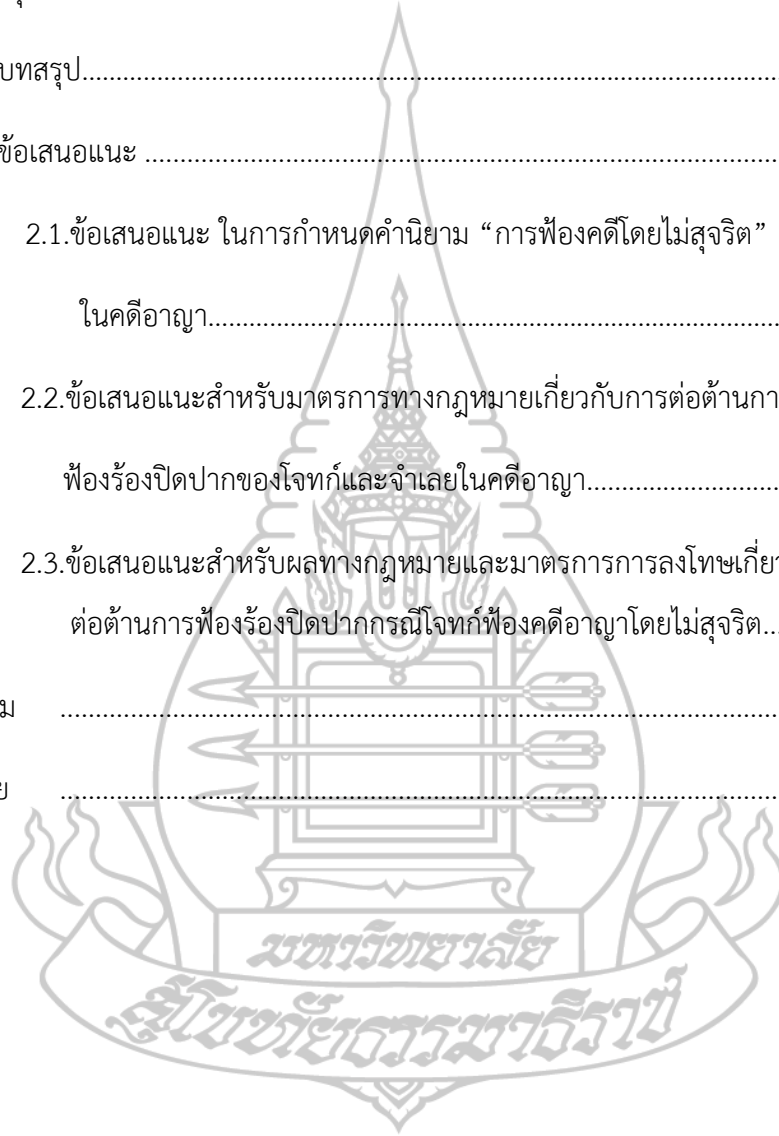 บทสรุป........................................................................................................
ข้อเสนอแนะ ................................................................................................
2.1.ข้อเสนอแนะ ในการกำหนดคำนิยาม “การฟ้องคดีโดยไม่สุจริต”
ในคดีอาญา.....................................................................................
2.2.ข้อเสนอแนะสำหรับมาตรการทางกฎหมายเกี่ยวกับการต่อต้านกา
ฟ้องร้องปิดปากของโจทก์และจำเลยในคดีอาญา.............................
2.3.ข้อเสนอแนะสำหรับผลทางกฎหมายและมาตรการการลงโทษเกี่ย
ต่อต้านการฟ้องร้องปิดปากกรณีโจทก์ฟ้องคดีอาญาโดยไม่สุจริต...
ม ................................................................................................................
ย ................................................................................................................
มหาวิทยาลัย
สุโขทัยธรรมาธิราช